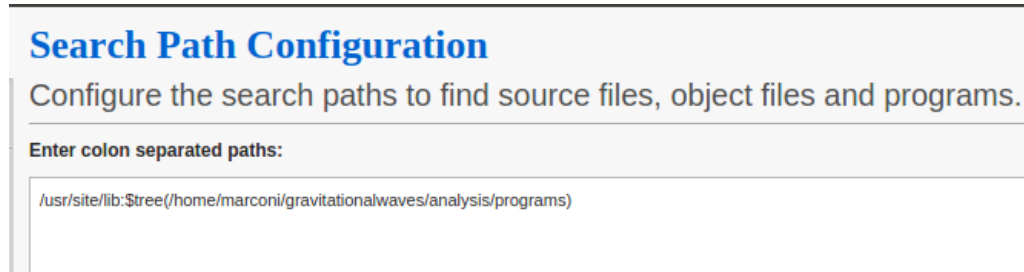 Search Path Configuration
Configure the search paths to find source files, object files and programs.
Enter colon separated paths:
/usr/site/lib:$tree(/home/marconi/gravitationalwaves/analysis/programs)